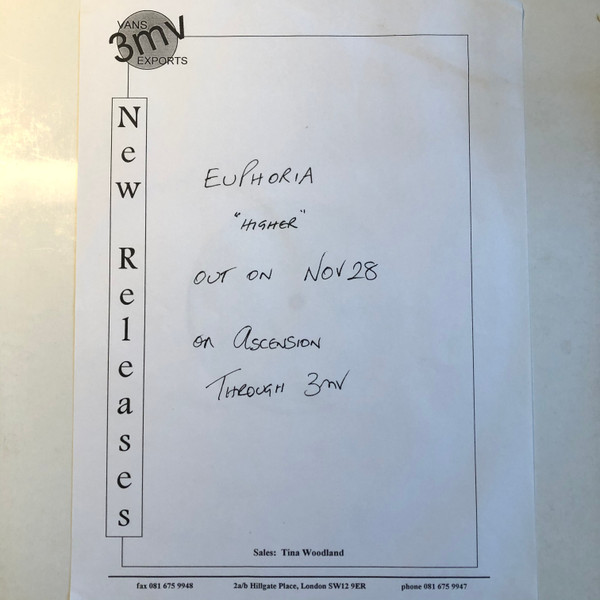 VANS
3mv
EXPORTS
New Releases
EUPHORIA
"HIGHER"
OUT ON NOV 28
ON ASCENSION
THROUGH 3MV
Sales: Tina Woodland
fax 081 675 9948 2a/b Hillgate Place, London SW12 9ER phone 081 675 9947